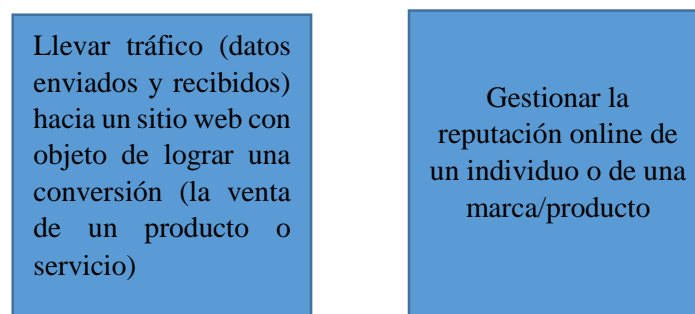 Llevar tráfico (datos
enviados y recibidos)
hacia un sitio web con
objeto de lograr una
conversión (la venta
de un producto o
servicio)
Gestionar la
reputación online de
un individuo o de una
marca/producto